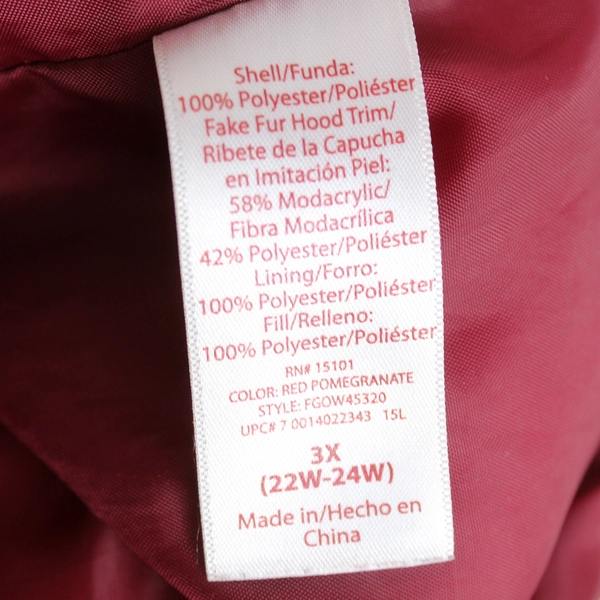 Shell/Funda:
100% Polyester/Poliéster
Fake Fur Hood Trim/
Ribete de la Capucha
en Imitación Piel:
58% Modacrylic/
Fibra Modacrílica
42% Polyester/Poliéster
Lining/Forro:
100% Polyester/Poliéster
Fill/Relleno:
100% Polyester/Poliéster
RN# 15101
COLOR: RED POMEGRANATE
STYLE: FGOW45320
UPC# 7 0014022343 15L
3X
(22W-24W)
Made in/Hecho en
China